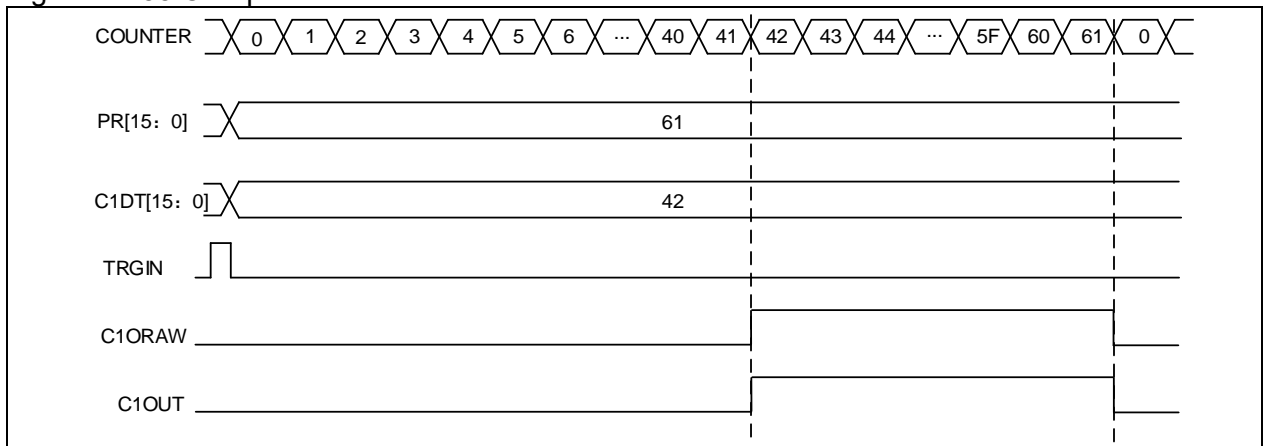 COUNTER 0 1 2 3 4 5 6 ... 40 41 42 43 44 ... 5F 60 61 0
PR[15：0] 61
C1DT[15：0] 42
TRGIN
C1ORAW
C1OUT